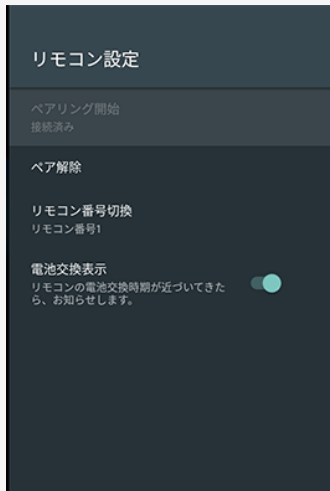 リモコン設定
ペアリング開始
接続済み
ペア解除
リモコン番号切換
リモコン番号1
電池交換表示
リモコンの電池交換時期が近づいてきた
ら、お知らせします。